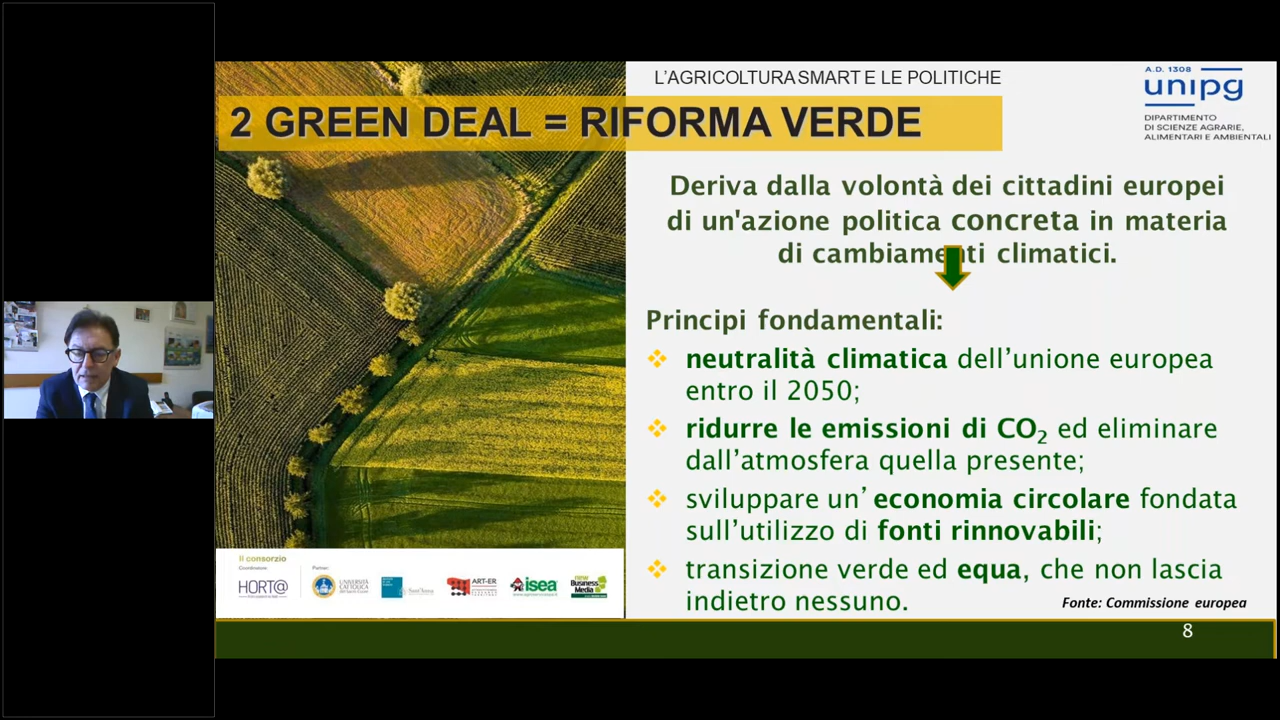 L'AGRICOLTURA SMART E LE POLITICHE
2 GREEN DEAL = RIFORMA VERDE
A.D. 1308
unipg
DIPARTIMENTO
DI SCIENZE AGRARIE,
ALIMENTARI E AMBIENTALI
Deriva dalla volontà dei cittadini europei
di un'azione politica concreta in materia
di cambiamenti climatici.
Principi fondamentali:
❖ neutralità climatica dell'unione europea
entro il 2050;
❖ ridurre le emissioni di CO₂ ed eliminare
dall'atmosfera quella presente;
❖ sviluppare un' economia circolare fondata
sull'utilizzo di fonti rinnovabili;
❖ transizione verde ed equa, che non lascia
indietro nessuno.
Fonte: Commissione europea
Il consorzio
Partner:
HORT@
UNIVERSITÀ
CATTOLICA
ART-ER
isea
new
Business
Media
8